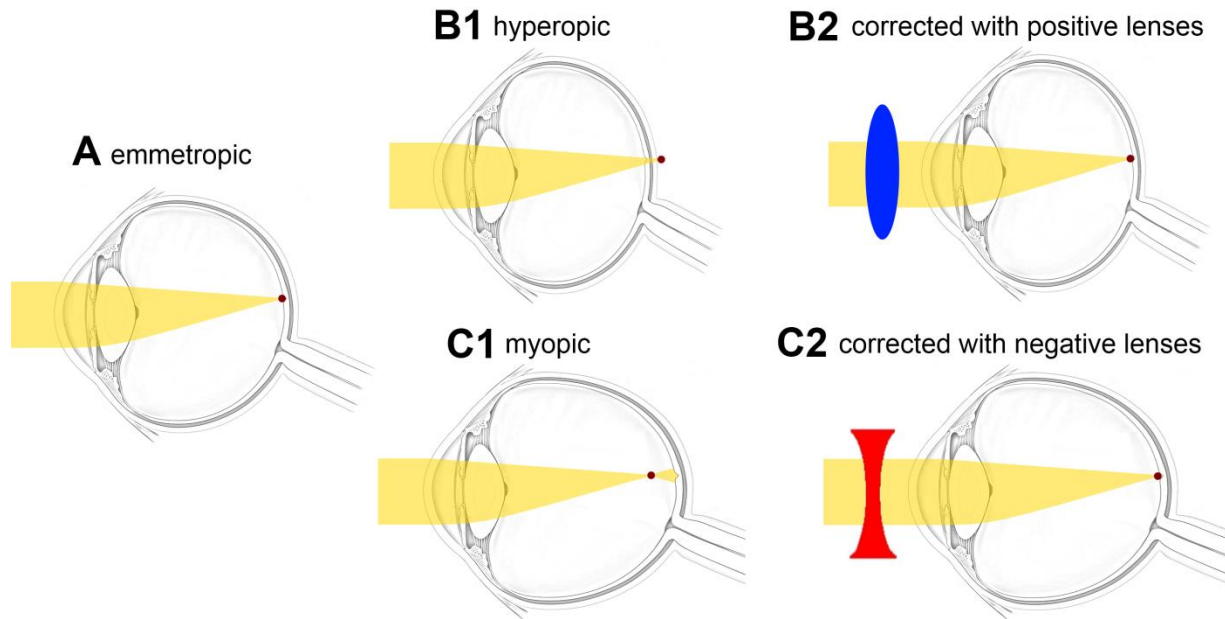 A emmetropic
B1 hyperopic
B2 corrected with positive lenses
C1 myopic
C2 corrected with negative lenses